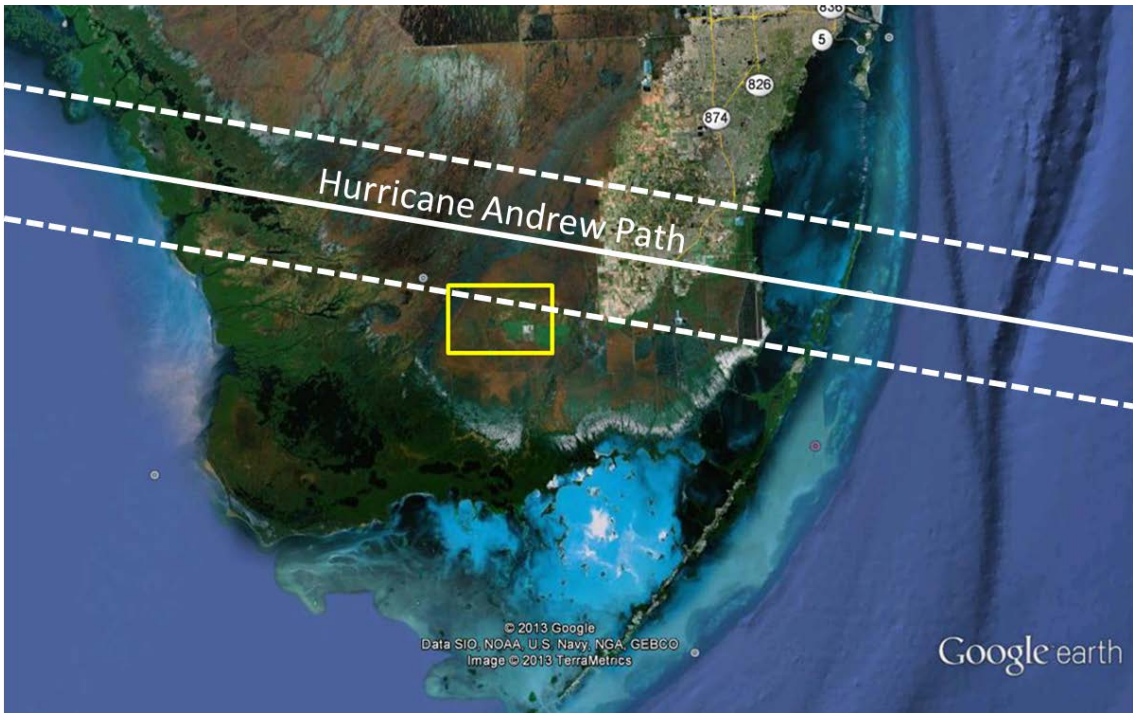 836
5
826
874
Hurricane Andrew Path
© 2013 Google
Data SIO, NOAA, U.S. Navy, NGA, GEBCO
Image © 2013 TerraMetrics
Google earth